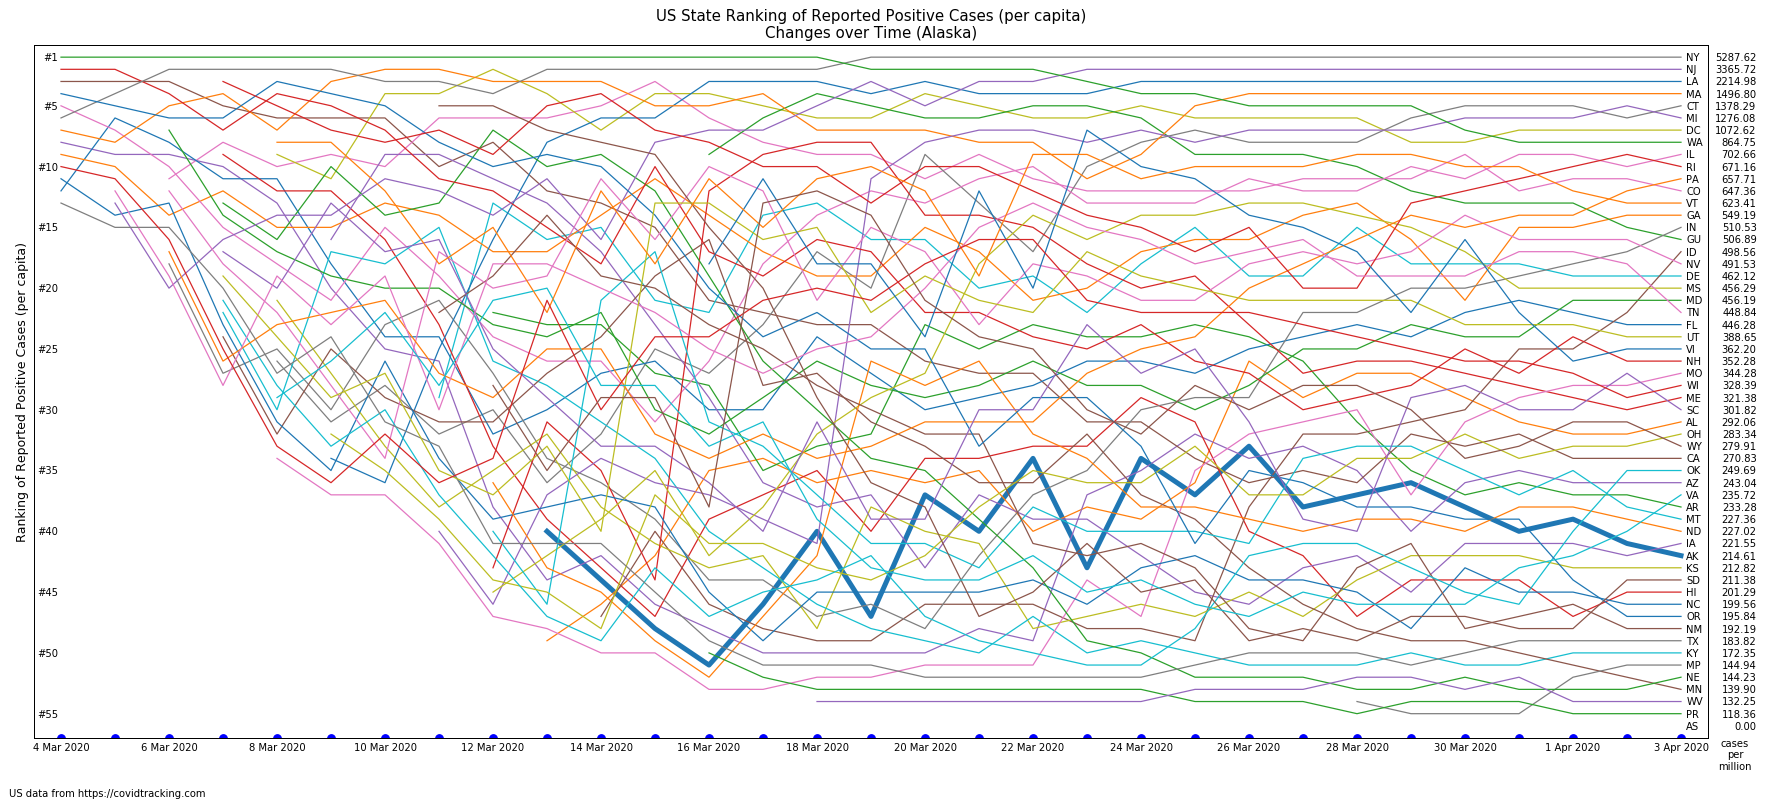 US State Ranking of Reported Positive Cases (per capita)
Changes over Time (Alaska)
Ranking of Reported Positive Cases (per capita)
#1
#5
#10
#15
#20
#25
#30
#35
#40
#45
#50
#55
NY 5287.62
NJ 3365.72
LA 2214.98
MA 1496.80
CT 1378.29
MI 1276.08
DC 1072.62
WA 864.75
IL 702.66
RI 671.16
PA 657.71
CO 647.36
VT 623.41
GA 549.19
IN 510.53
GU 506.89
ID 498.56
NV 491.53
DE 462.12
MS 456.29
MD 456.19
TN 448.84
FL 446.28
UT 388.65
VI 362.20
NH 352.28
MO 344.28
WI 328.39
ME 321.38
SC 301.82
AL 292.06
OH 283.34
WY 279.91
CA 270.83
OK 249.69
AZ 243.04
VA 235.72
AR 233.28
MT 227.36
ND 227.02
IA 221.55
AK 214.61
KS 212.82
SD 211.38
HI 201.29
NC 199.56
OR 195.84
NM 192.19
TX 183.82
KY 172.35
MP 144.94
NE 144.23
MN 139.90
WV 132.25
PR 118.36
AS 0.00
4 Mar 2020 6 Mar 2020 8 Mar 2020 10 Mar 2020 12 Mar 2020 14 Mar 2020 16 Mar 2020 18 Mar 2020 20 Mar 2020 22 Mar 2020 24 Mar 2020 26 Mar 2020 28 Mar 2020 30 Mar 2020 1 Apr 2020 3 Apr 2020
cases
per
million
US data from https://covidtracking.com